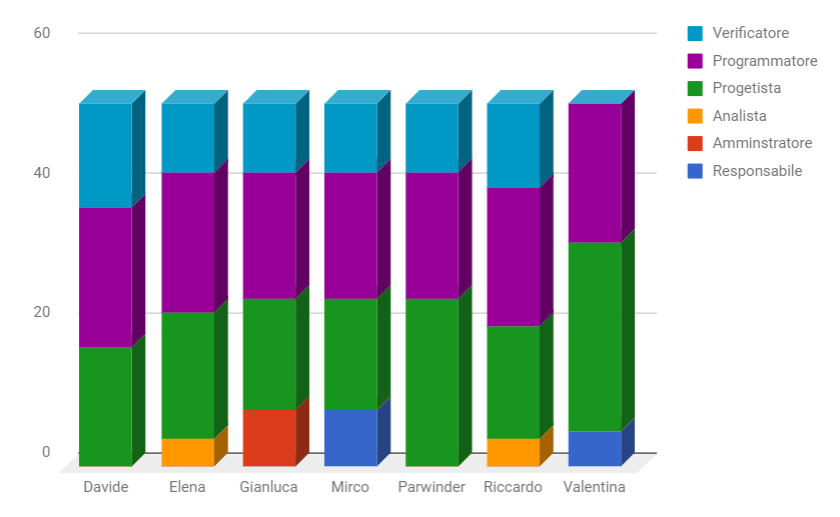 60
40
20
0
Davide
Elena
Gianluca
Mirco
Parwinder
Riccardo
Valentina
Verificatore
Programmatore
Progetista
Analista
Amminstratore
Responsabile